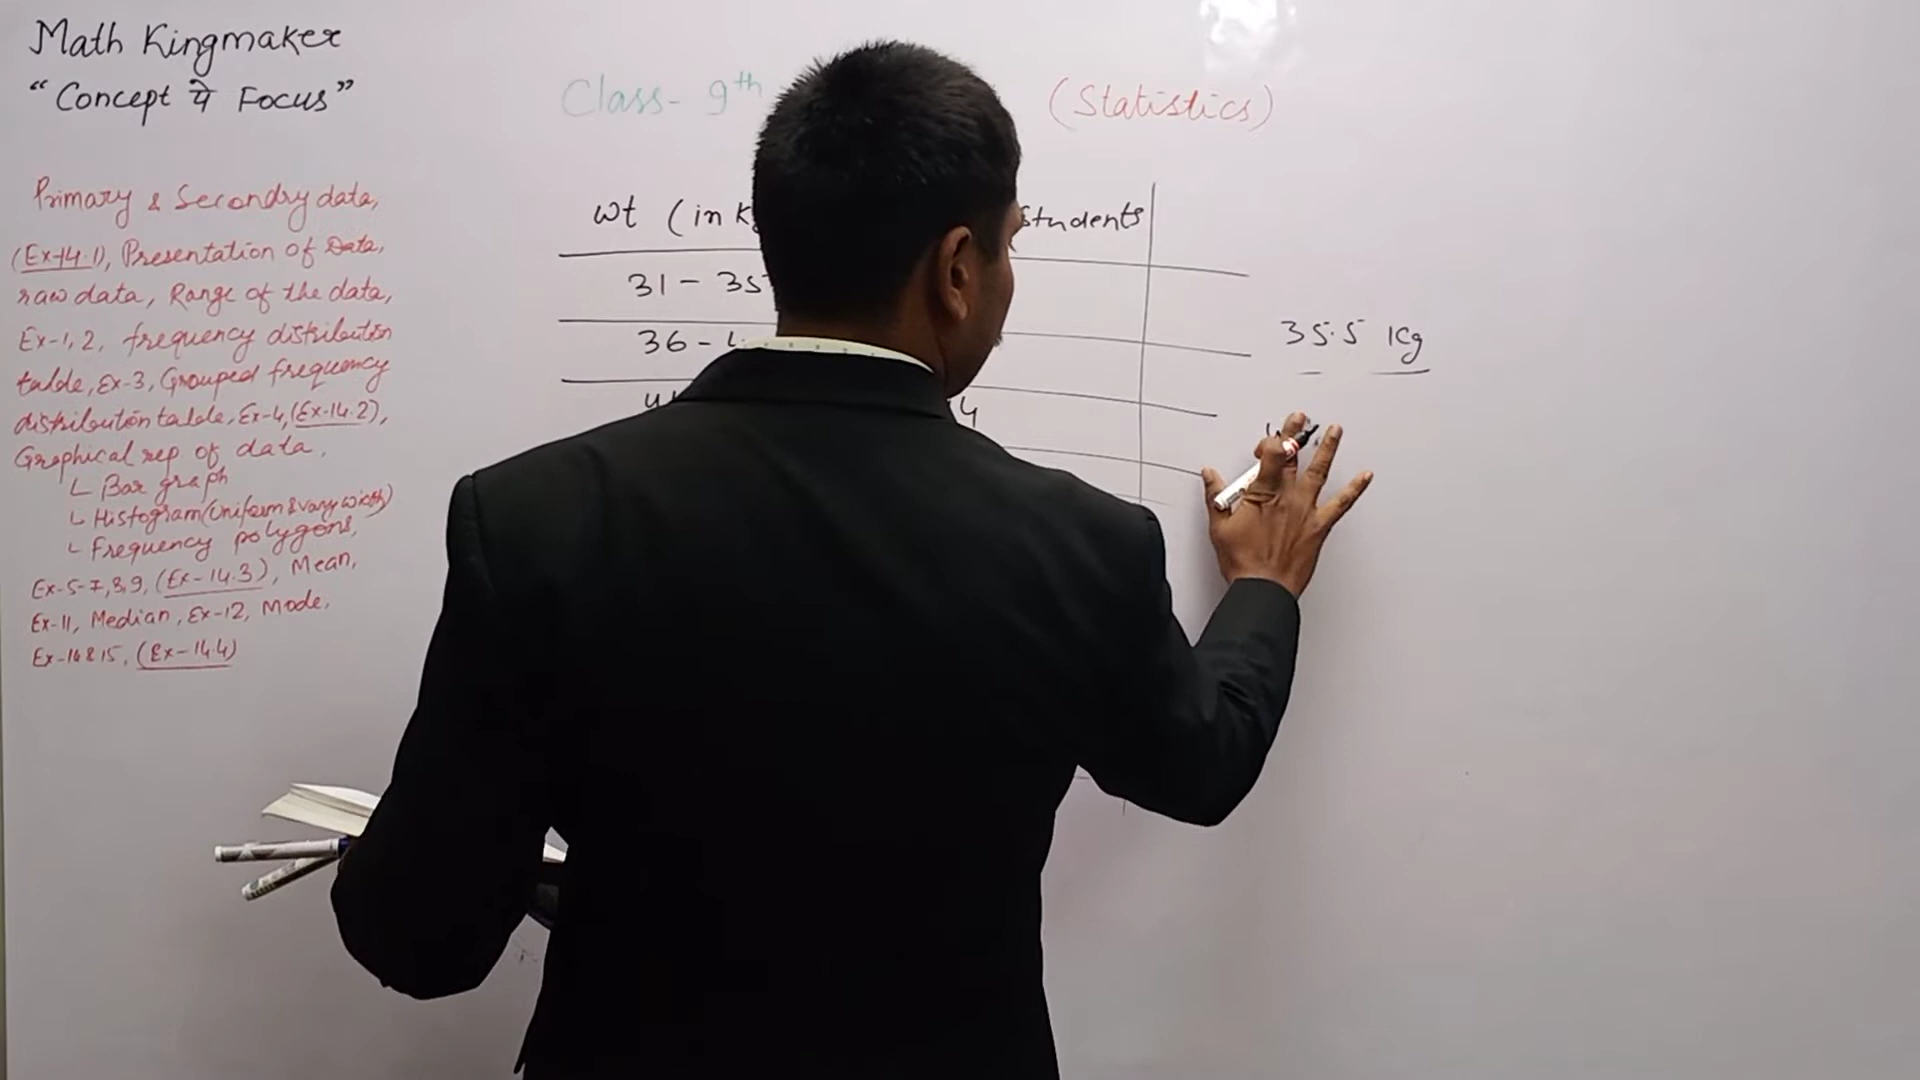 Math Kingmaker
"Concept पे Focus"
Class- 9th
(Statistics)
Primary & Secondry data,
(Ex-14.1), Presentation of Data,
raw data, Range of the data,
Ex-1,2, frequency distribution
table, Ex-3, Grouped frequency
distribution table, Ex-4, (Ex-14.2),
Graphical rep of data,
Bar graph
Histogram (Uniform & vary width)
Frequency polygons,
Ex-5-7,8,9, (Ex-14.3), Mean,
Ex-11, Median, Ex-12, Mode,
Ex-14&15, (Ex-14.4)
wt (in K
students
31 - 35
36 - 4
4
35.5 Kg